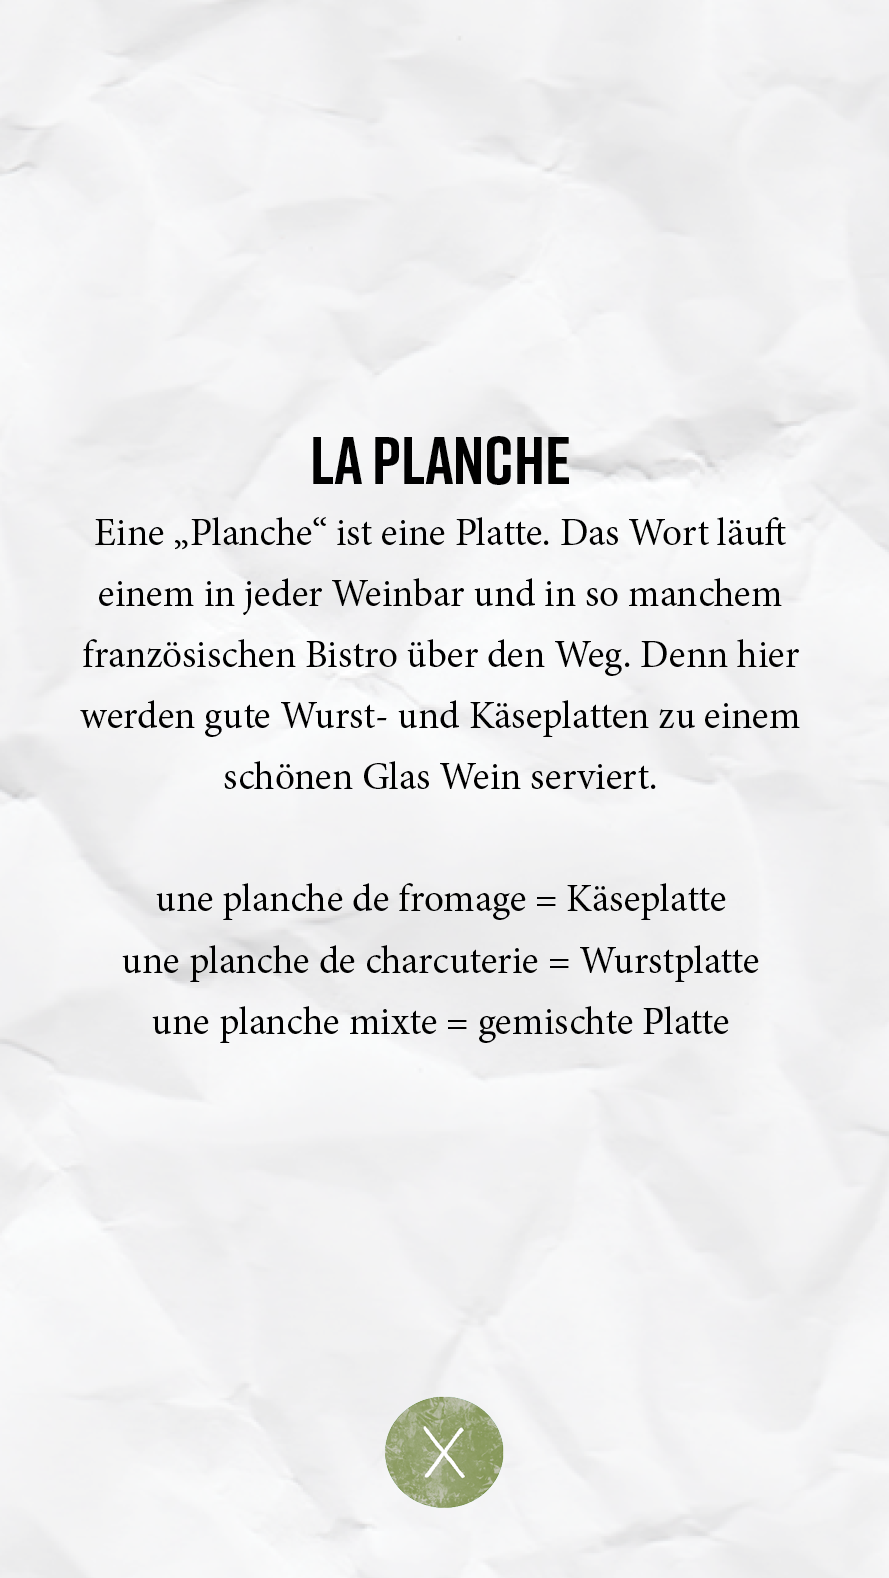 LA PLANCHE
Eine „Planche“ ist eine Platte. Das Wort läuft
einem in jeder Weinbar und in so manchem
französischen Bistro über den Weg. Denn hier
werden gute Wurst- und Käseplatten zu einem
schönen Glas Wein serviert.
une planche de fromage = Käseplatte
une planche de charcuterie = Wurstplatte
une planche mixte = gemischte Platte
X